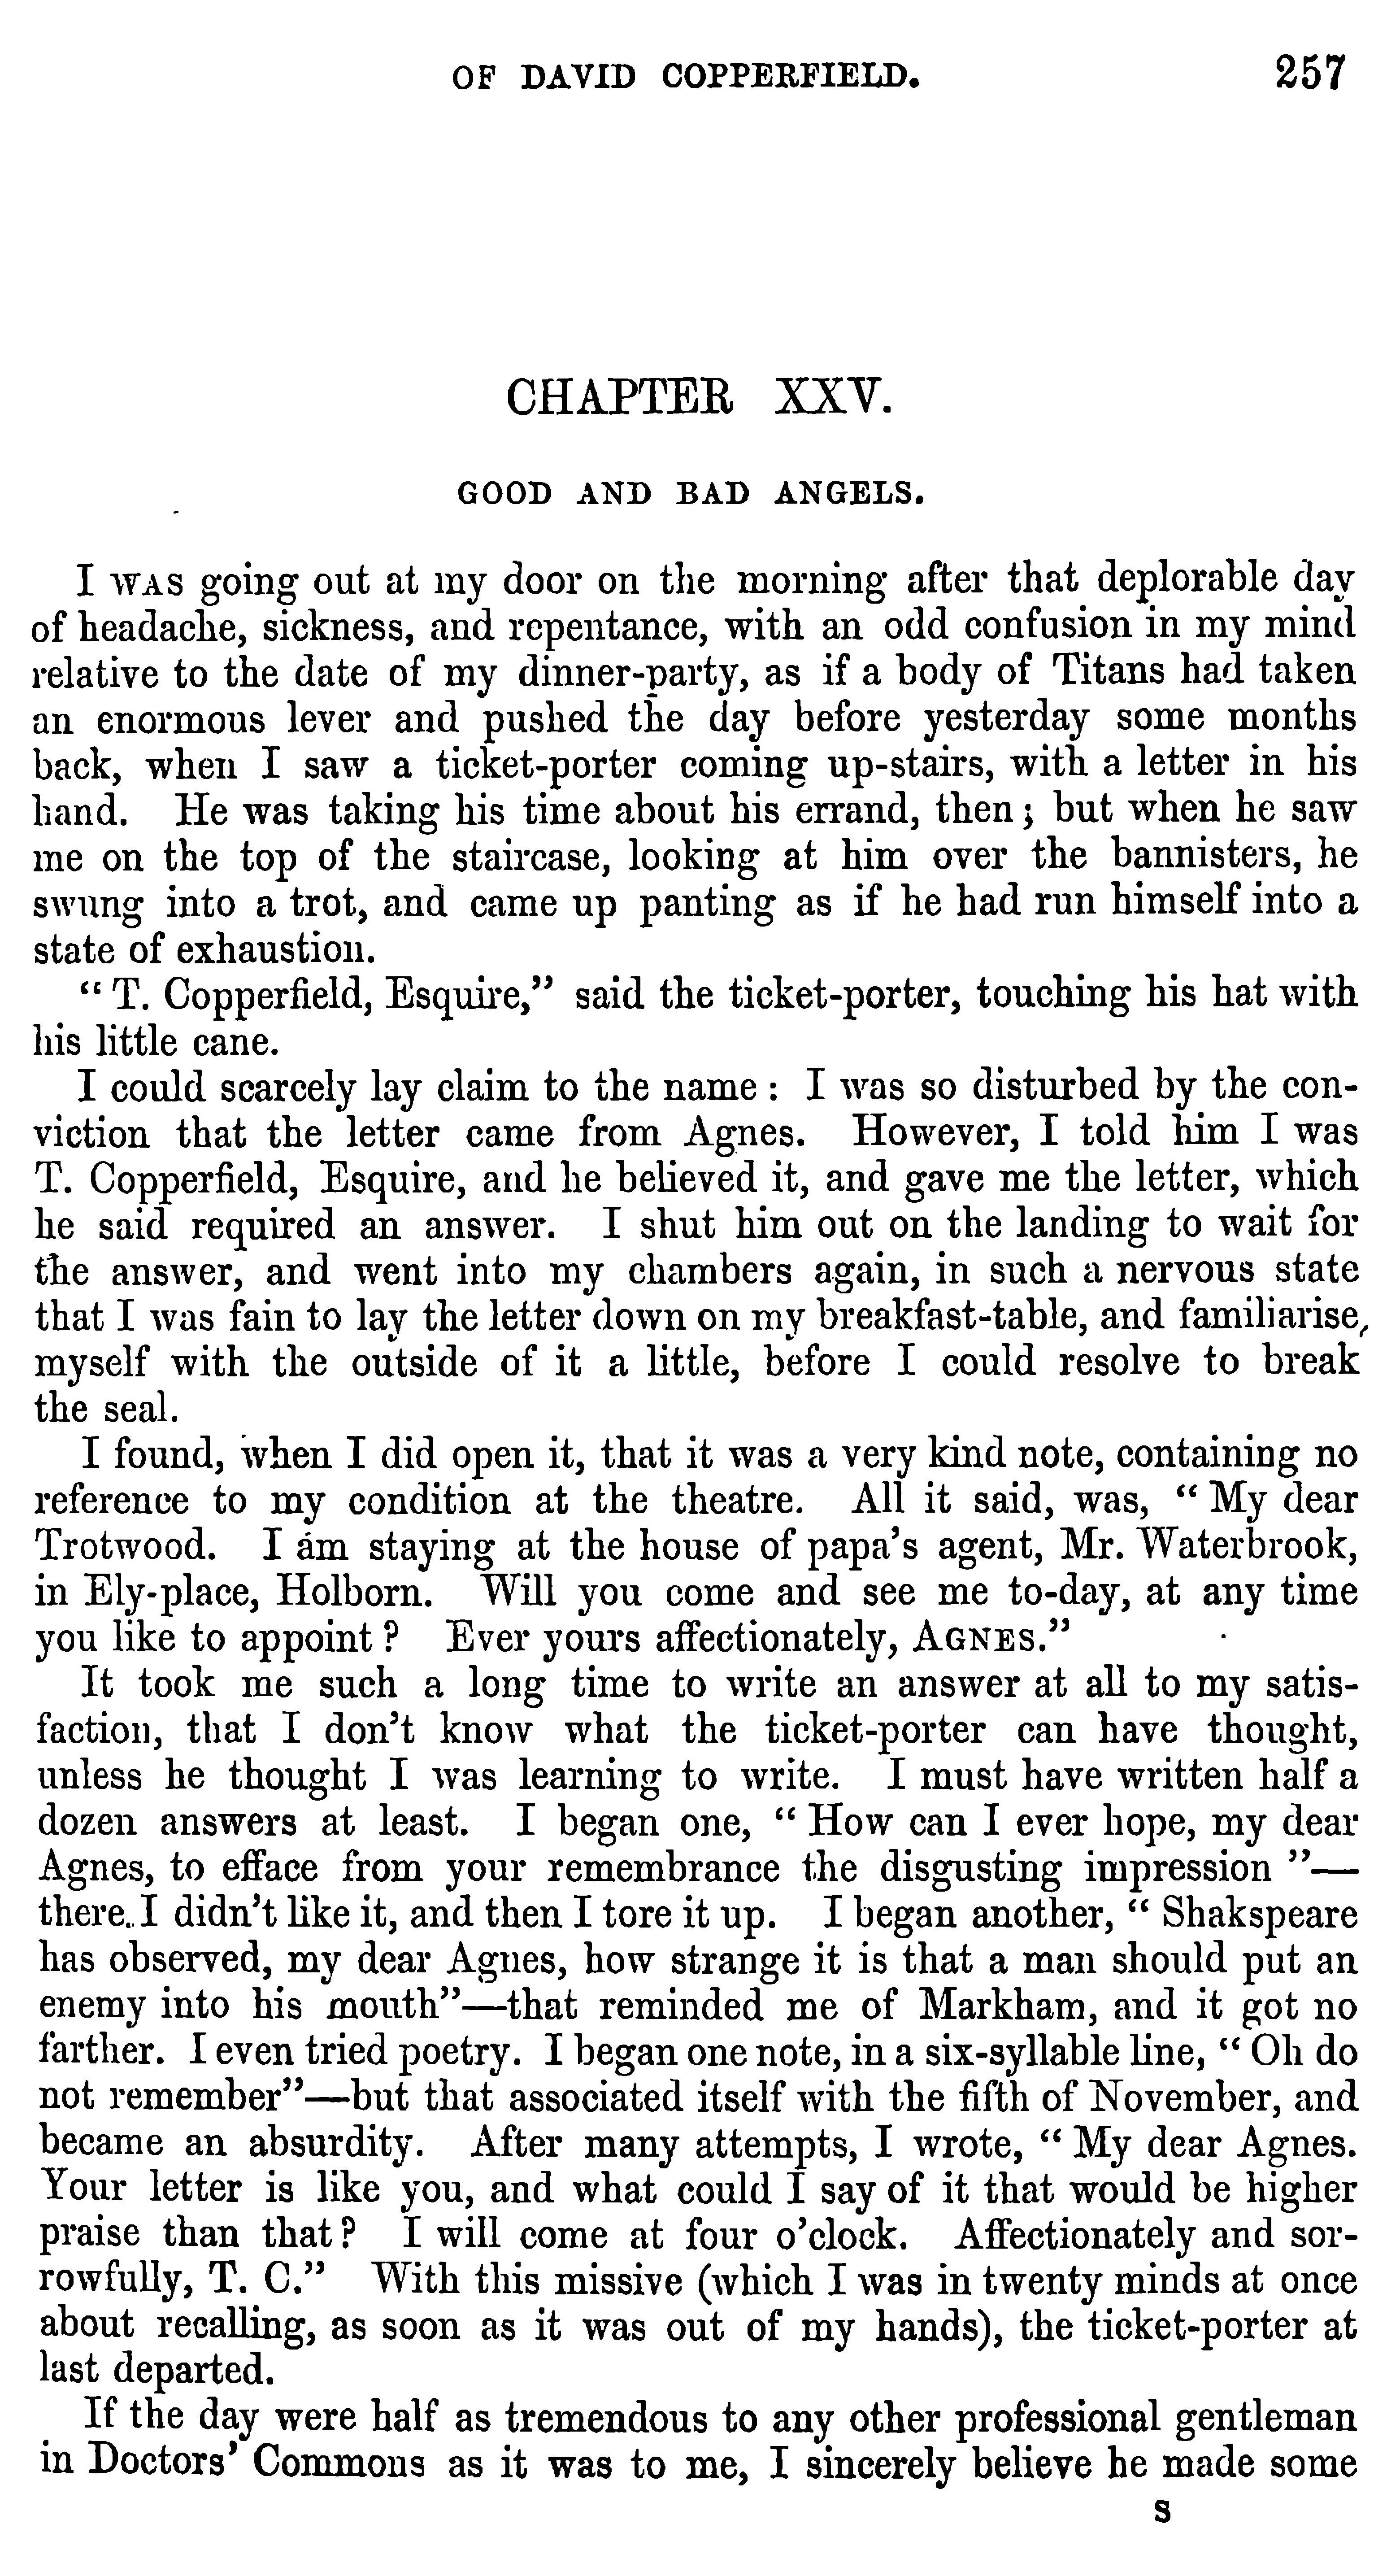 OF DAVID COPPERFIELD. 257
CHAPTER XXV.
GOOD AND BAD ANGELS.
I WAS going out at my door on the morning after that deplorable day
of headache, sickness, and repentance, with an odd confusion in my mind
relative to the date of my dinner-party, as if a body of Titans had taken
an enormous lever and pushed the day before yesterday some months
back, when I saw a ticket-porter coming up-stairs, with a letter in his
hand. He was taking his time about his errand, then; but when he saw
me on the top of the staircase, looking at him over the bannisters, he
swung into a trot, and came up panting as if he had run himself into a
state of exhaustion.
“T. Copperfield, Esquire,” said the ticket-porter, touching his hat with
his little cane.
I could scarcely lay claim to the name: I was so disturbed by the con-
viction that the letter came from Agnes. However, I told him I was
T. Copperfield, Esquire, and he believed it, and gave me the letter, which
he said required an answer. I shut him out on the landing to wait for
the answer, and went into my chambers again, in such a nervous state
that I was fain to lay the letter down on my breakfast-table, and familiarise,
myself with the outside of it a little, before I could resolve to break
the seal.
I found, when I did open it, that it was a very kind note, containing no
reference to my condition at the theatre. All it said, was, “My dear
Trotwood. I am staying at the house of papa’s agent, Mr. Waterbrook,
in Ely-place, Holborn. Will you come and see me to-day, at any time
you like to appoint? Ever yours affectionately, AGNES.”
It took me such a long time to write an answer at all to my satis-
faction, that I don’t know what the ticket-porter can have thought,
unless he thought I was learning to write. I must have written half a
dozen answers at least. I began one, “How can I ever hope, my dear
Agnes, to efface from your remembrance the disgusting impression”—
there. I didn’t like it, and then I tore it up. I began another, “Shakspeare
has observed, my dear Agnes, how strange it is that a man should put an
enemy into his mouth”—that reminded me of Markham, and it got no
farther. I even tried poetry. I began one note, in a six-syllable line, “Oh do
not remember”—but that associated itself with the fifth of November, and
became an absurdity. After many attempts, I wrote, “My dear Agnes.
Your letter is like you, and what could I say of it that would be higher
praise than that? I will come at four o’clock. Affectionately and sor-
rowfully, T. C.” With this missive (which I was in twenty minds at once
about recalling, as soon as it was out of my hands), the ticket-porter at
last departed.
If the day were half as tremendous to any other professional gentleman
in Doctors’ Commons as it was to me, I sincerely believe he made some
S